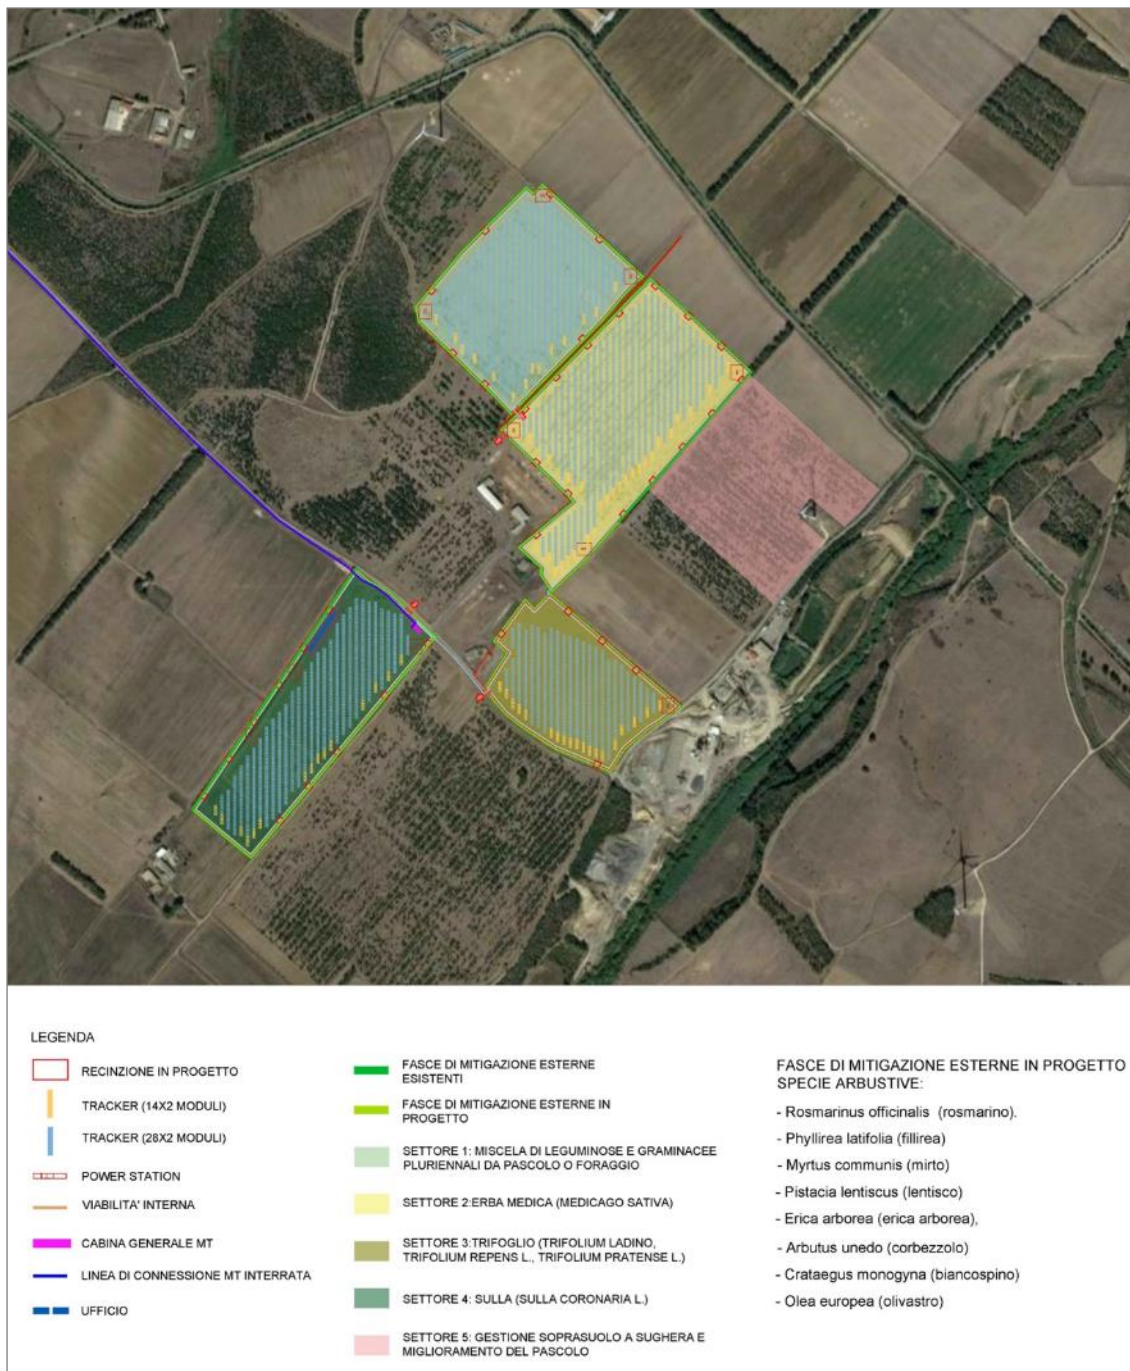 LEGENDA
RECINZIONE IN PROGETTO
TRACKER (14X2 MODULI)
TRACKER (28X2 MODULI)
POWER STATION
VIABILITA' INTERNA
CABINA GENERALE MT
LINEA DI CONNESSIONE MT INTERRATA
UFFICIO
FASCE DI MITIGAZIONE ESTERNE
ESISTENTI
FASCE DI MITIGAZIONE ESTERNE IN
PROGETTO
SETTORE 1: MISCELA DI LEGUMINOSE E GRAMINACEE
PLURIENNALI DA PASCOLO O FORAGGIO
SETTORE 2:ERBA MEDICA (MEDICAGO SATIVA)
SETTORE 3:TRIFOGLIO (TRIFOLIUM LADINO,
TRIFOLIUM REPENS L., TRIFOLIUM PRATENSE L.)
SETTORE 4: SULLA (SULLA CORONARIA L.)
SETTORE 5: GESTIONE SOPRASUOLO A SUGHERA E
MIGLIORAMENTO DEL PASCOLO
FASCE DI MITIGAZIONE ESTERNE IN PROGETTO
SPECIE ARBUSTIVE:
- Rosmarinus officinalis (rosmarino).
- Phyllirea latifolia (fillirea)
- Myrtus communis (mirto)
- Pistacia lentiscus (lentisco)
- Erica arborea (erica arborea),
- Arbutus unedo (corbezzolo)
- Crataegus monogyna (biancospino)
- Olea europea (olivastro)